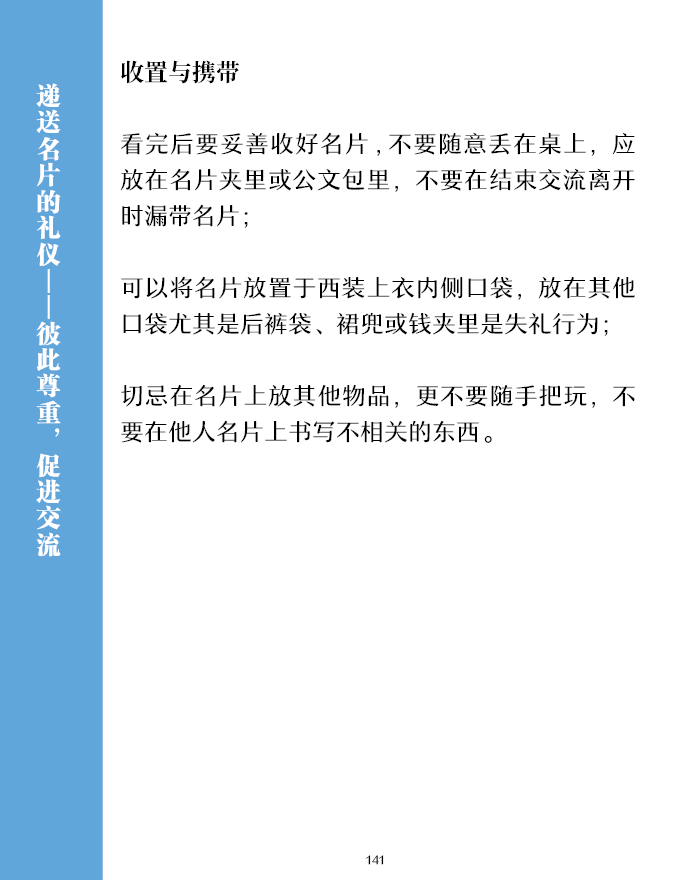 递送名片的礼仪——彼此尊重，促进交流
收置与携带
看完后要妥善收好名片,不要随意丢在桌上，应
放在名片夹里或公文包里，不要在结束交流离开
时漏带名片；
可以将名片放置于西装上衣内侧口袋，放在其他
口袋尤其是后裤袋、裙兜或钱夹里是失礼行为；
切忌在名片上放其他物品，更不要随手把玩，不
要在他人名片上书写不相关的东西。
141